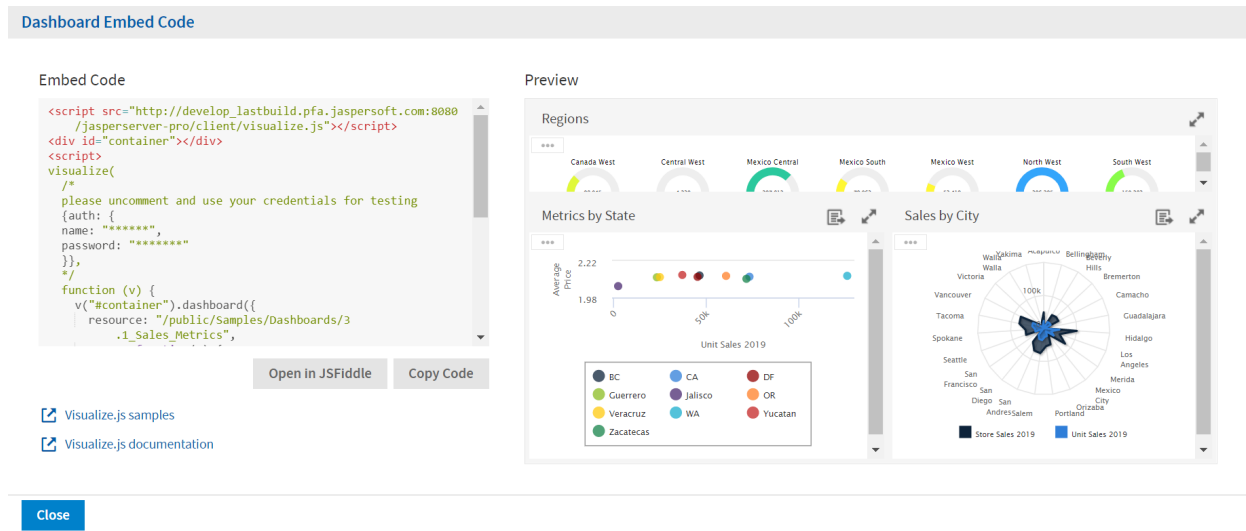 Dashboard Embed Code
Embed Code
<script src="http://develop_lastbuild.pfa.jaspersoft.com:8080
/jasperserver-pro/client/visualize.js"></script>
<div id="container"></div>
<script>
visualize(
/*
please uncomment and use your credentials for testing
{auth: {
name: "******",
password: "*******"
}},
*/
function (v) {
v("#container").dashboard({
resource: "/public/Samples/Dashboards/3
.1_Sales_Metrics",
Open in JSFiddle
Copy Code
Visualize.js samples
Visualize.js documentation
Close
Preview
Regions
Canada West
Central West
Mexico Central
Mexico South
Mexico West
North West
South West
Metrics by State
Average
Price
2.22
1.98
0
50k
100k
Unit Sales 2019
BC
CA
DF
Guerrero
Jalisco
OR
Veracruz
WA
Yucatan
Zacatecas
Sales by City
Acapulco
Bellingham
Beverly
Hills
Bremerton
Camacho
Guadalajara
Hidalgo
Los
Angeles
Merida
Mexico
City
Orizaba
Portland
Salem
San
Andres
San
Diego
San
Francisco
Seattle
Spokane
Tacoma
Vancouver
Victoria
Walla
Walla
Yakima
100k
Store Sales 2019
Unit Sales 2019